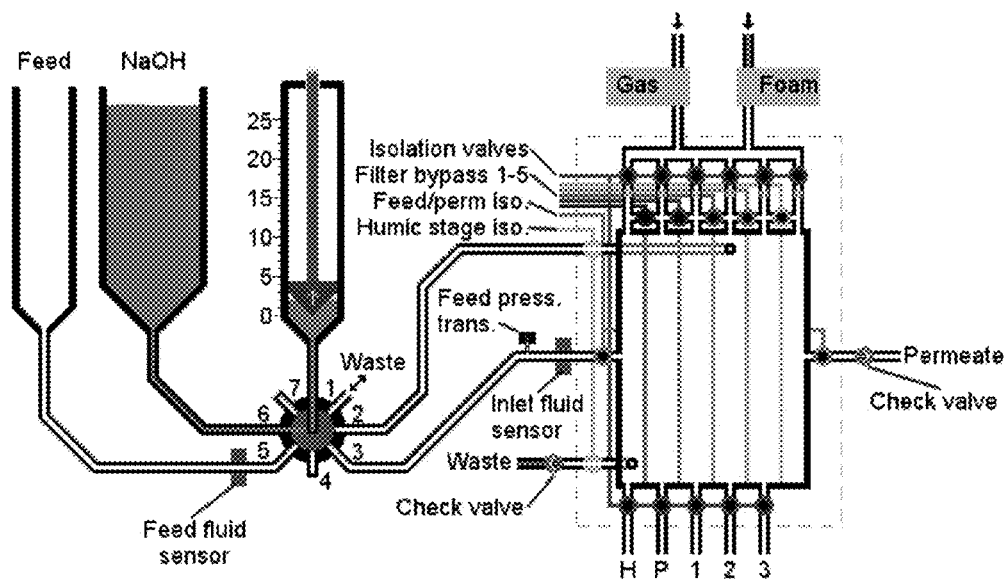 Feed
NaOH
Gas
Foam
25
20
15
10
5
0
Isolation valves
Filter bypass 1-5
Feed/perm iso.
Humic stage iso.
Feed press.
trans.
Waste
7
1
6
2
5
3
4
Inlet fluid
sensor
Permeate
Check valve
Waste
Check valve
Feed fluid
sensor
H P 1 2 3